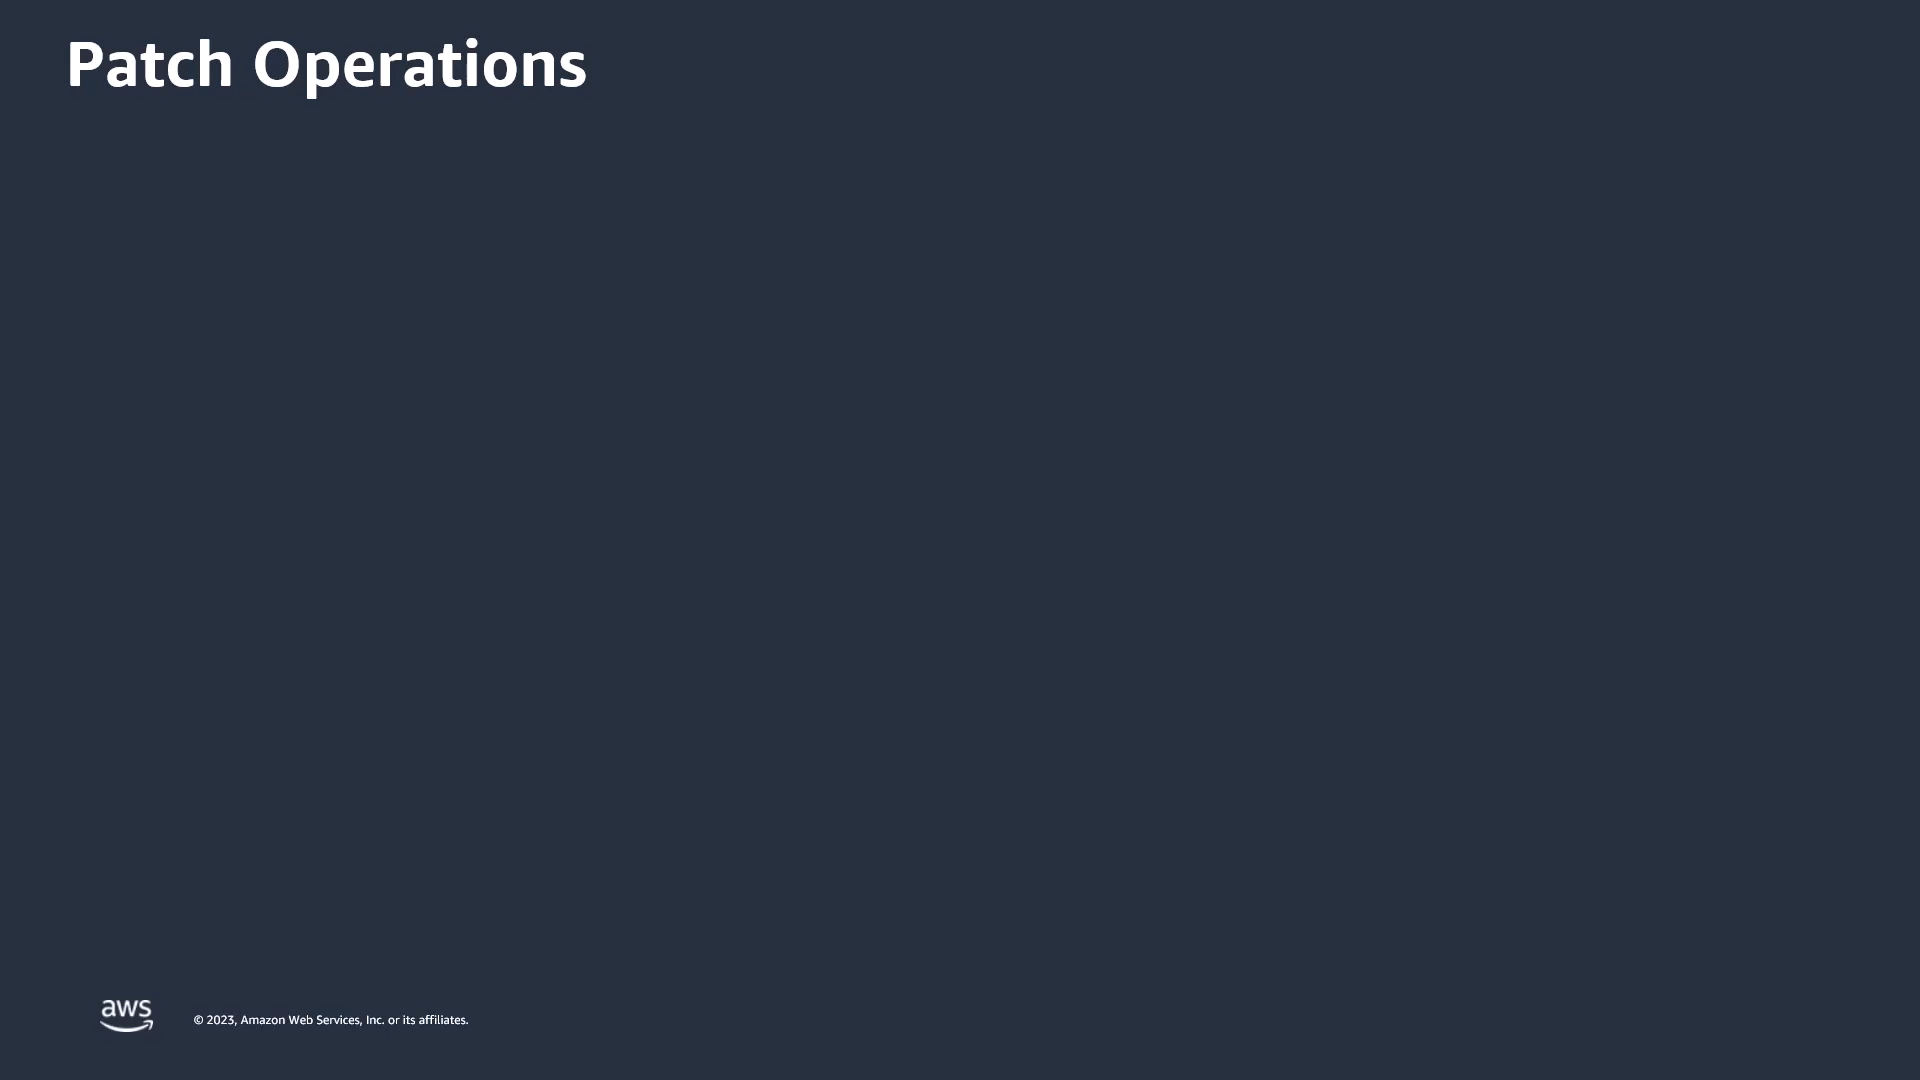 Patch Operations
aws
© 2023, Amazon Web Services, Inc. or its affiliates.